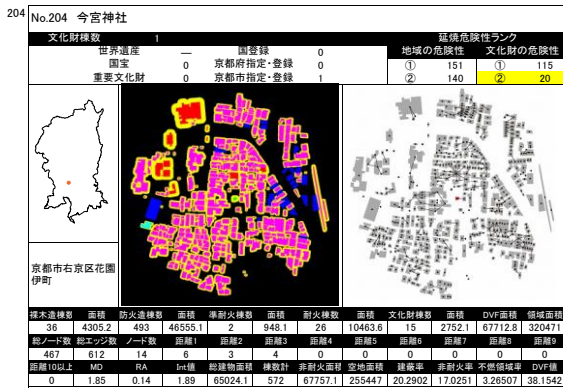 204
No.204 今宮神社
文化財棟数 1 延焼危険性ランク
世界遺産 — 国登録 0 地域の危険性 文化財の危険性
国宝 0 京都府指定・登録 0 ① 151 ① 115
重要文化財 0 京都市指定・登録 1 ② 140 ② 20
京都市右京区花園
伊町
裸木造棟数 面積 防火造棟数 面積 準耐火棟数 面積 耐火棟数 面積 文化財棟数 面積 DVF面積 領域面積
36 4305.2 493 46555.1 2 948.1 26 10463.6 15 2752.1 67712.8 320471
総ノード数 総エッジ数 ノード数 距離1 距離2 距離3 距離4 距離5 距離6 距離7 距離8 距離9
467 612 14 6 3 4 0 0 0 0 0 0
距離10以上 MD RA Int値 総建物面積 棟数計 非耐火面積 空地面積 建蔽率 非耐火率 不燃領域率 DVF値
0 1.85 0.14 1.89 65024.1 572 67757.1 255447 20.2902 17.0251 3.26507 38.1542